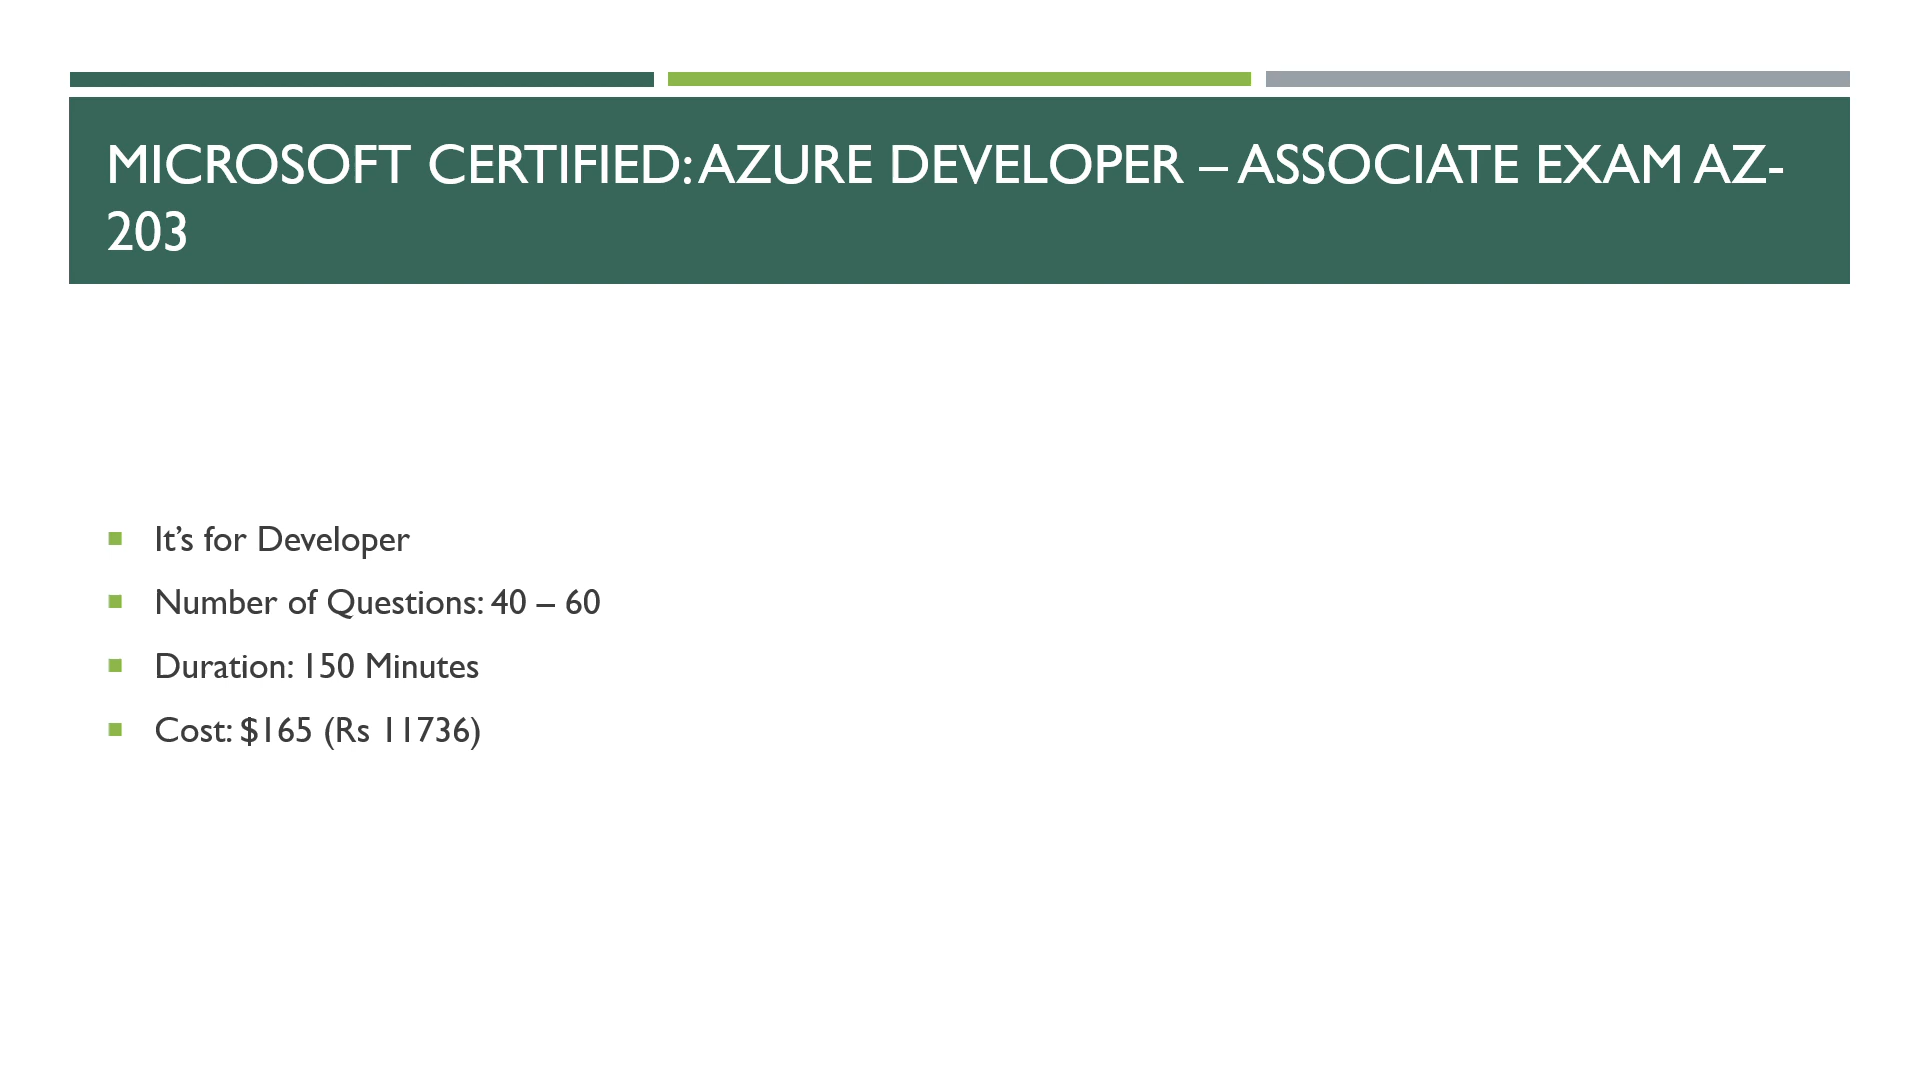 MICROSOFT CERTIFIED: AZURE DEVELOPER – ASSOCIATE EXAM AZ-
203
It’s for Developer
Number of Questions: 40 – 60
Duration: 150 Minutes
Cost: $165 (Rs 11736)